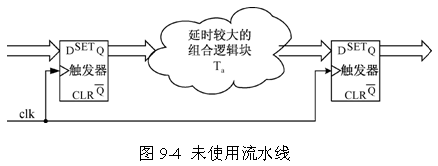 D SET Q
触发器
CLR Q
延时较大的
组合逻辑块
Ta
D SET Q
触发器
CLR Q
clk
图 9-4 未使用流水线